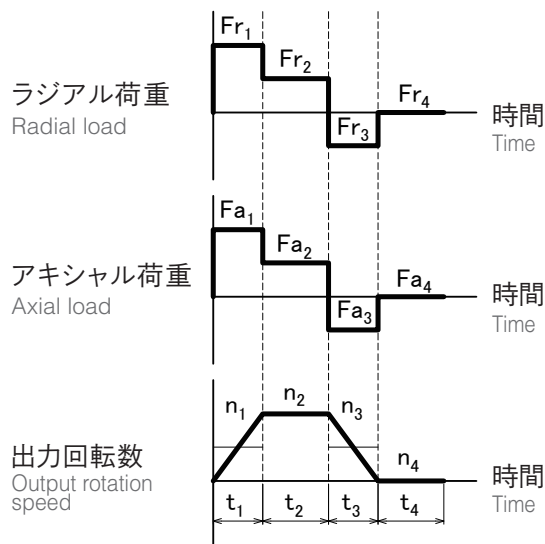 Fr₁
Fr₂
ラジアル荷重
Radial load
Fr₄
Fr₃
時間
Time
Fa₁
Fa₂
アキシャル荷重
Axial load
Fa₄
Fa₃
時間
Time
n₁
n₂
n₃
出力回転数
Output rotation
speed
n₄
時間
Time
t₁
t₂
t₃
t₄